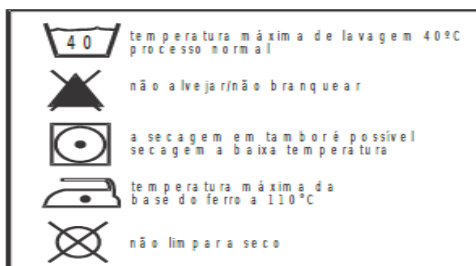 40
temperatura máxima de lavagem 40ºC
processo normal
não alvejar/não branquear
a secagem em tambor é possível
secagem a baixa temperatura
temperatura máxima da
base do ferro a 110°C
não limpar a seco